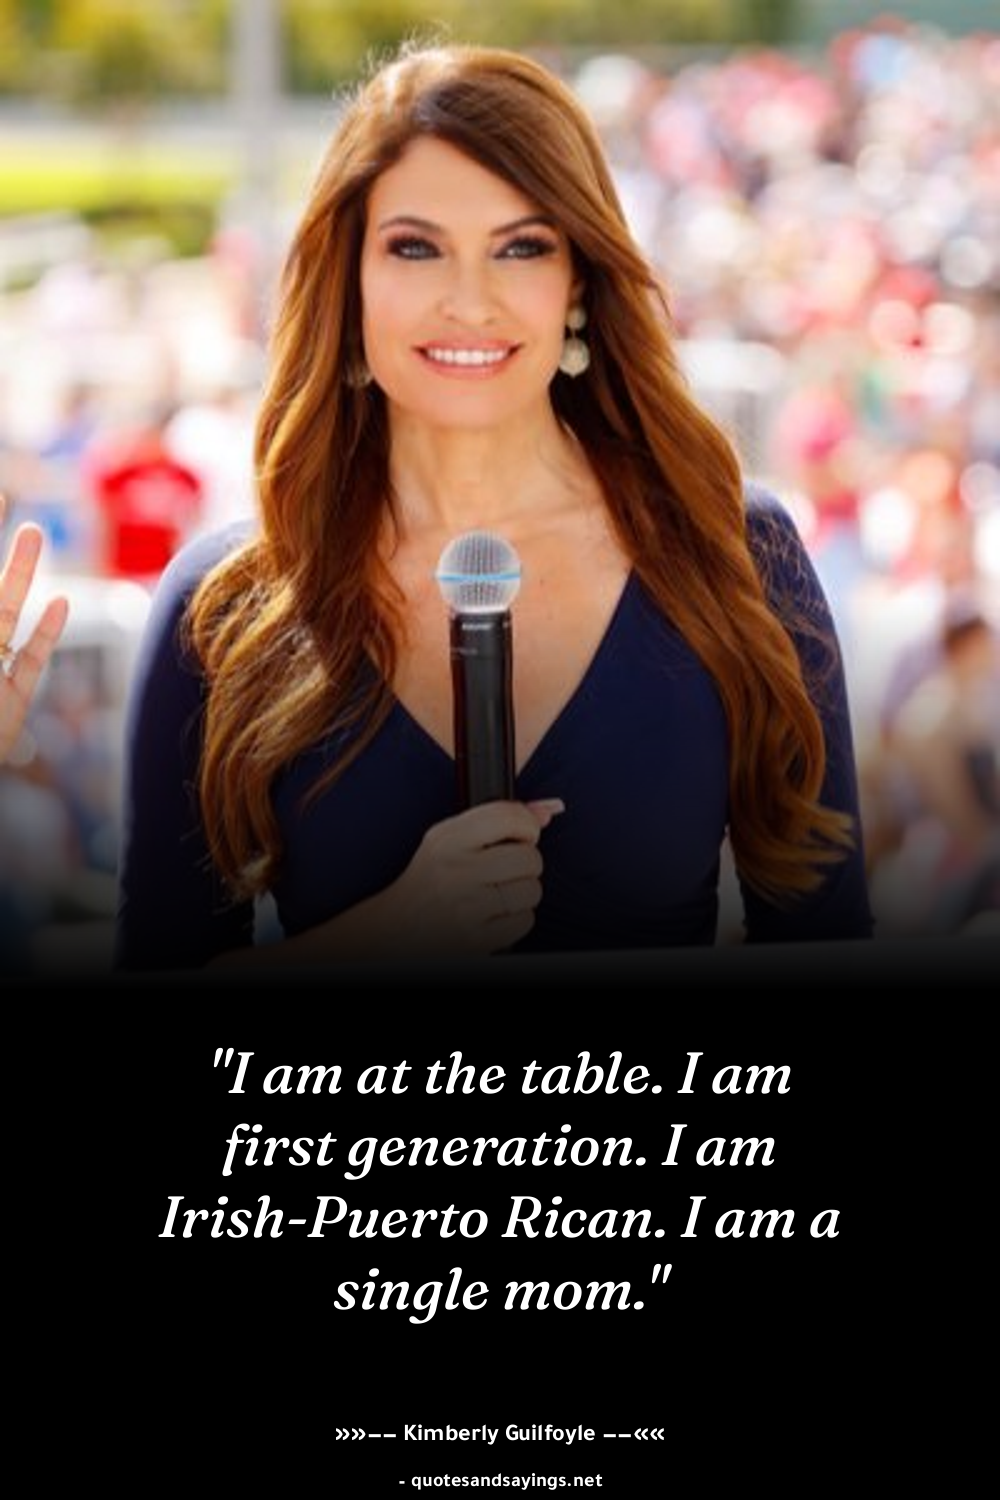 "I am at the table. I am
first generation. I am
Irish-Puerto Rican. I am a
single mom."
»»–– Kimberly Guilfoyle ––««
- quotesandsayings.net